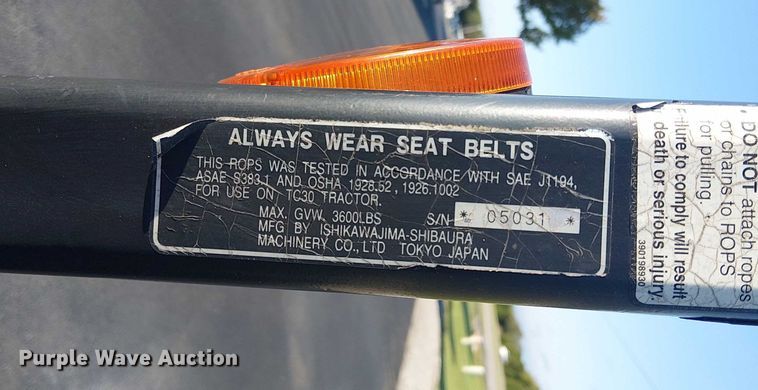 ALWAYS WEAR SEAT BELTS
THIS ROPS WAS TESTED IN ACCORDANCE WITH SAE J1194,
ASAE S383.1 AND OSHA 1928.52, 1926.1002
FOR USE ON TC30 TRACTOR.
MAX. GVW. 3600LBS S/N * 05031 *
MFG BY ISHIKAWAJIMA-SHIBAURA
MACHINERY CO., LTD TOKYO JAPAN
• DO NOT attach ropes
or chains to ROPS
for pulling.
Failure to comply will result
death or serious injury.
390198930
Purple Wave Auction